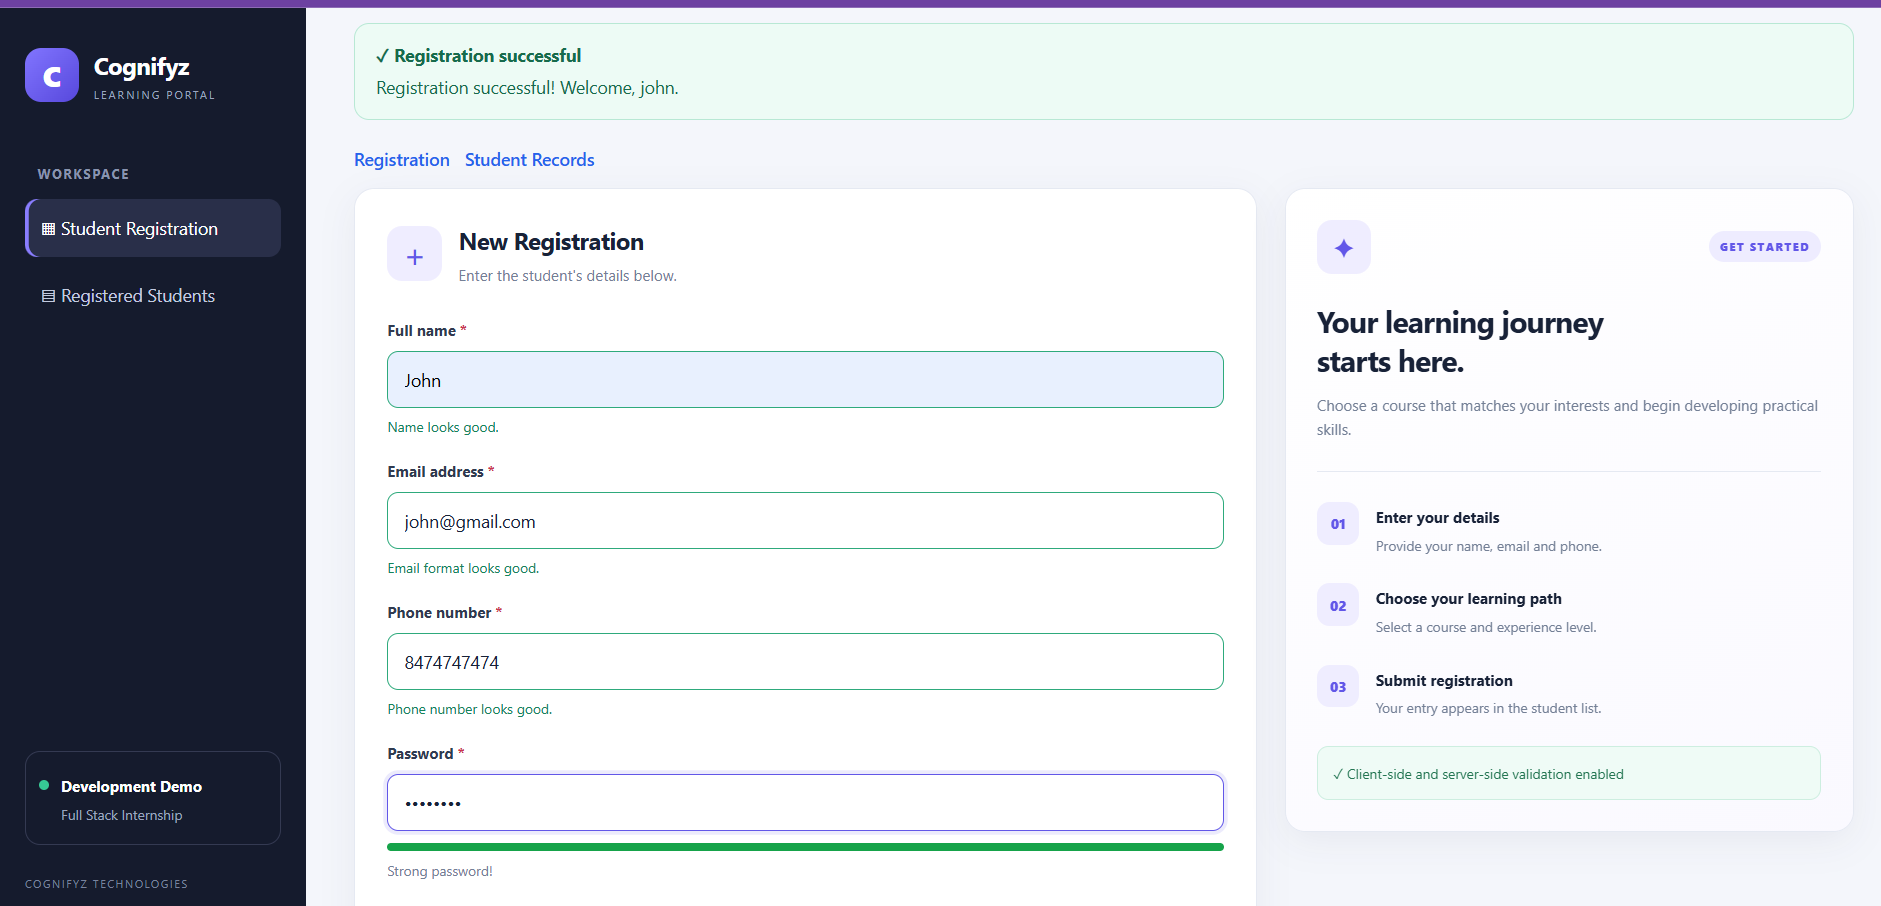 C
Cognifyz
LEARNING PORTAL
WORKSPACE
Student Registration
Registered Students
Development Demo
Full Stack Internship
COGNIFYZ TECHNOLOGIES
✓ Registration successful
Registration successful! Welcome, john.
Registration Student Records
+
New Registration
Enter the student's details below.
Full name *
John
Name looks good.
Email address *
john@gmail.com
Email format looks good.
Phone number *
8474747474
Phone number looks good.
Password *
••••••••
Strong password!
GET STARTED
Your learning journey
starts here.
Choose a course that matches your interests and begin developing practical
skills.
01
Enter your details
Provide your name, email and phone.
02
Choose your learning path
Select a course and experience level.
03
Submit registration
Your entry appears in the student list.
✓ Client-side and server-side validation enabled